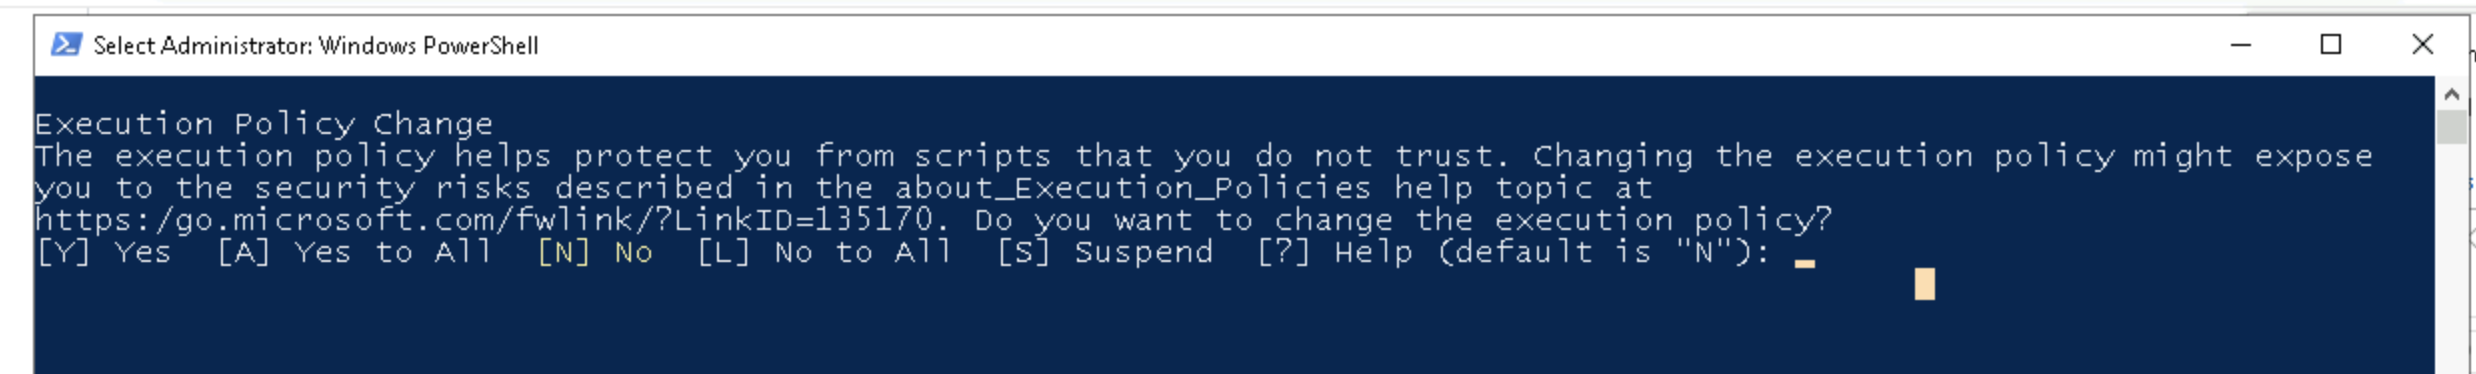 Select Administrator: Windows PowerShell
Execution Policy Change
The execution policy helps protect you from scripts that you do not trust. Changing the execution policy might expose
you to the security risks described in the about_Execution_Policies help topic at
https:/go.microsoft.com/fwlink/?LinkID=135170. Do you want to change the execution policy?
[Y] Yes  [A] Yes to All  [N] No  [L] No to All  [S] Suspend  [?] Help (default is "N"):